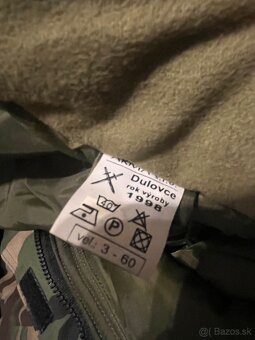 Dulovce
rok výroby
1998
P
vel.: 3 - 60
© Bazos.sk